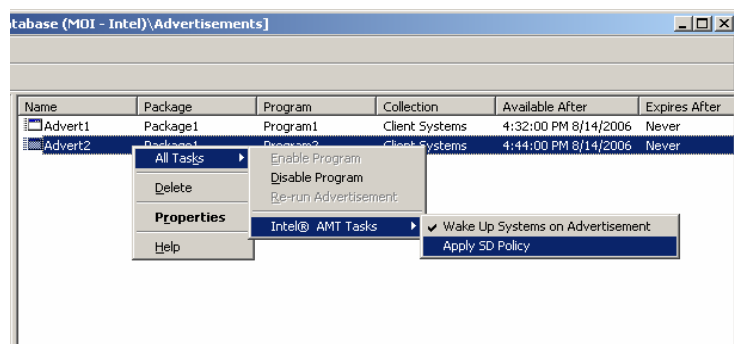 tabase (MOI - Intel)\Advertisements]
Name Package Program Collection Available After Expires After
Advert1 Package1 Program1 Client Systems 4:32:00 PM 8/14/2006 Never
Advert2 Package1 Program2 Client Systems 4:44:00 PM 8/14/2006 Never
All Tasks
Delete
Properties
Help
Enable Program
Disable Program
Re-run Advertisement
Intel® AMT Tasks
Wake Up Systems on Advertisement
Apply SD Policy